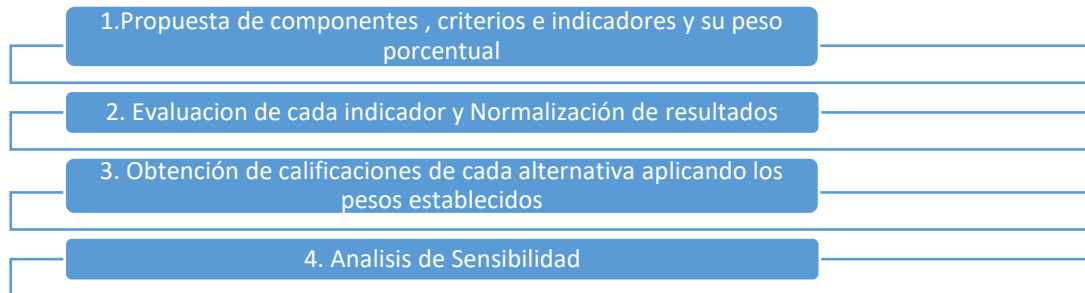 1.Propuesta de componentes , criterios e indicadores y su peso
porcentual
2. Evaluacion de cada indicador y Normalización de resultados
3. Obtención de calificaciones de cada alternativa aplicando los
pesos establecidos
4. Analisis de Sensibilidad